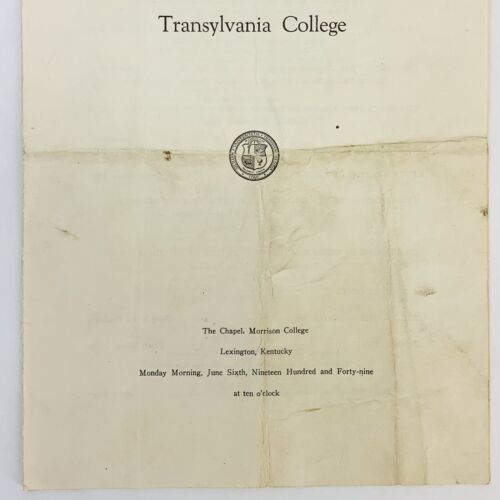 Transylvania College
The Chapel, Morrison College
Lexington, Kentucky
Monday Morning, June Sixth, Nineteen Hundred and Forty-nine
at ten o'clock